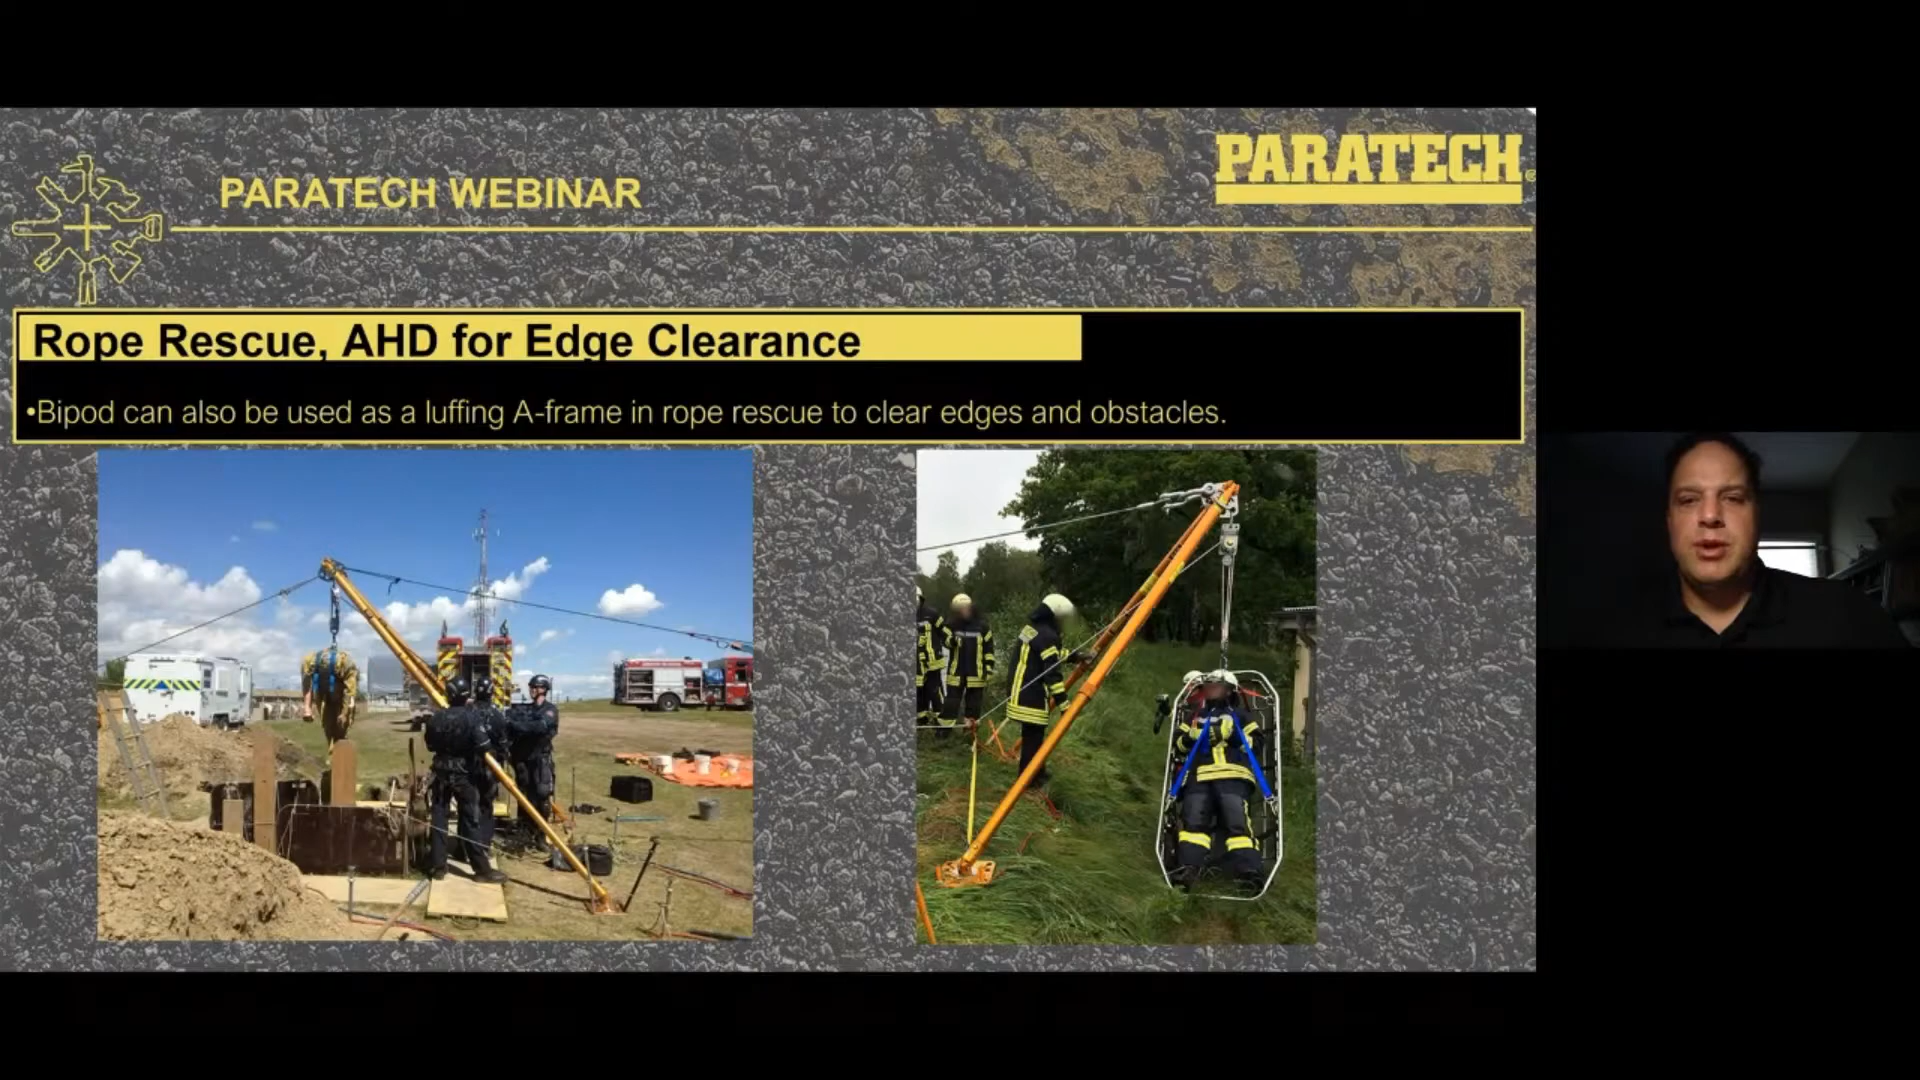 PARATECH WEBINAR
PARATECH
Rope Rescue, AHD for Edge Clearance
•Bipod can also be used as a luffing A-frame in rope rescue to clear edges and obstacles.